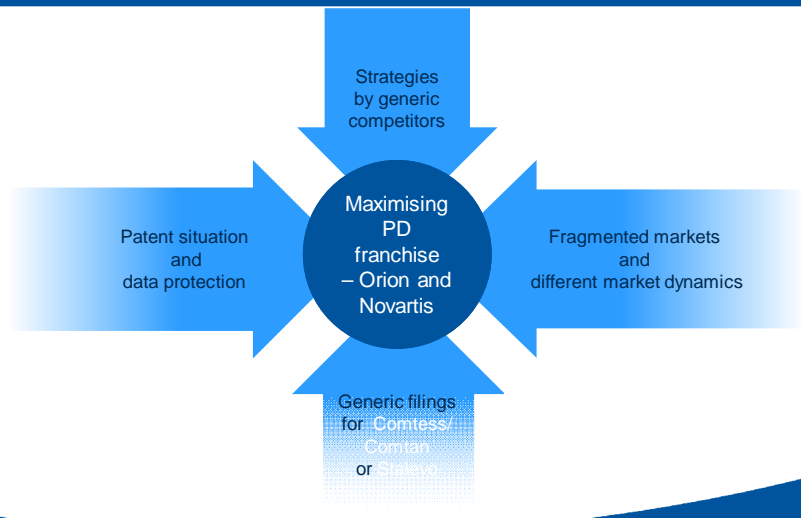 Strategies
by generic
competitors
Patent situation
and
data protection
Maximising
PD
franchise
– Orion and
Novartis
Fragmented markets
and
different market dynamics
Generic filings
for Comtess/
Comtan
or Stalevo